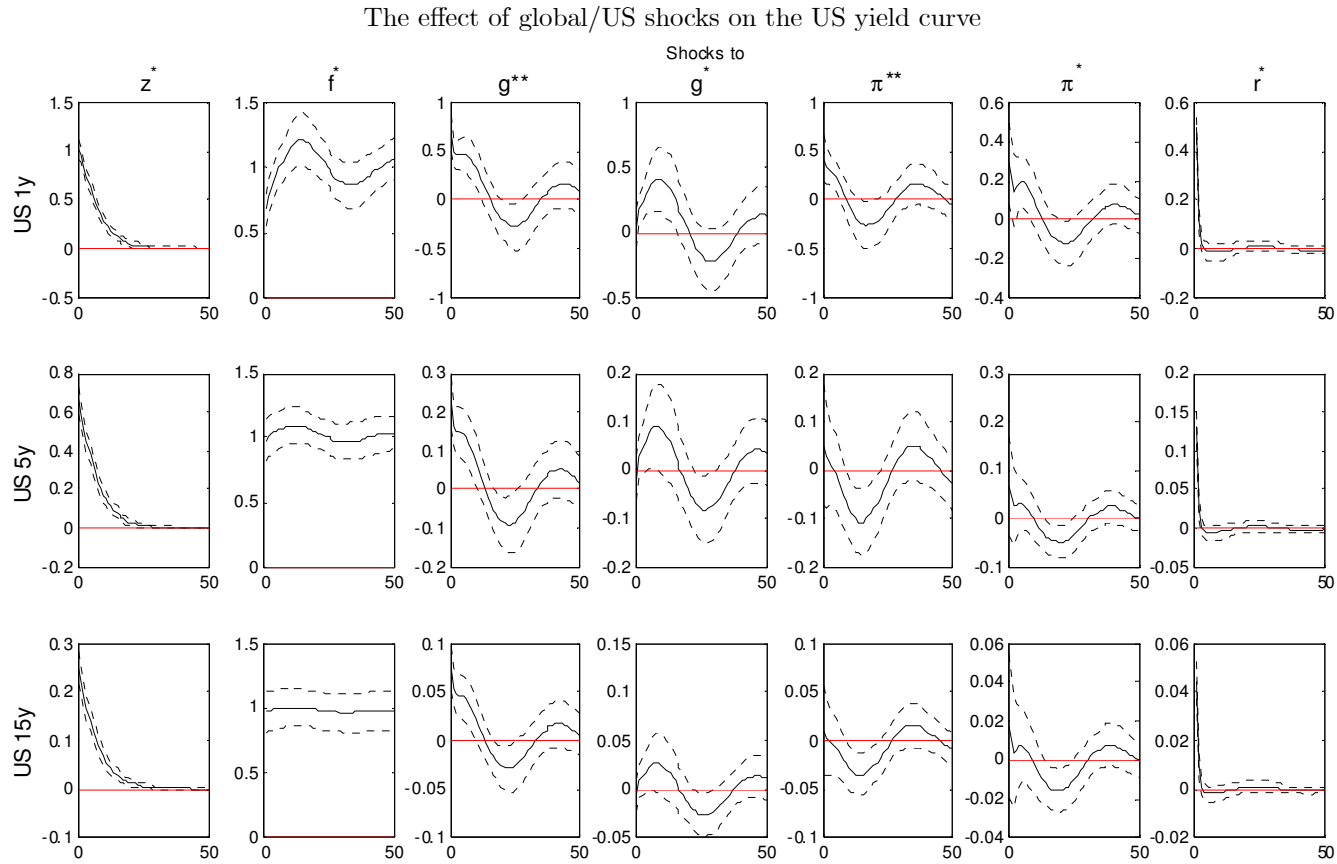 The effect of global/US shocks on the US yield curve
Shocks to
z* f* g** g* π** π* r*
US 1y
1.5 1 0.5 0 -0.5 0 50
1.5 1 0.5 0 0 50
1 0.5 0 -0.5 -1 0 50
1 0.5 0 -0.5 0 50
1 0.5 0 -0.5 -1 0 50
0.6 0.4 0.2 0 -0.2 -0.4 0 50
0.6 0.4 0.2 0 -0.2 0 50
US 5y
0.8 0.6 0.4 0.2 0 -0.2 0 50
1.5 1 0.5 0 0 50
0.3 0.2 0.1 0 -0.1 -0.2 0 50
0.2 0.1 0 -0.1 0.2 0 50
0.2 0.1 0 -0.1 -0.2 0 50
0.3 0.2 0.1 0 -0.1 0 50
0.2 0.15 0.1 0.05 0 -0.05 0 50
US 15y
0.3 0.2 0.1 0 -0.1 0 50
1.5 1 0.5 0 0 50
0.1 0.05 0 -0.05 0.1 0 50
0.1 0.05 0 -0.05 0 50
0.1 0.05 0 -0.05 -0.1 0 50
0.06 0.04 0.02 0 -0.02 -0.04 0 50
0.06 0.04 0.02 0 -0.02 0 50